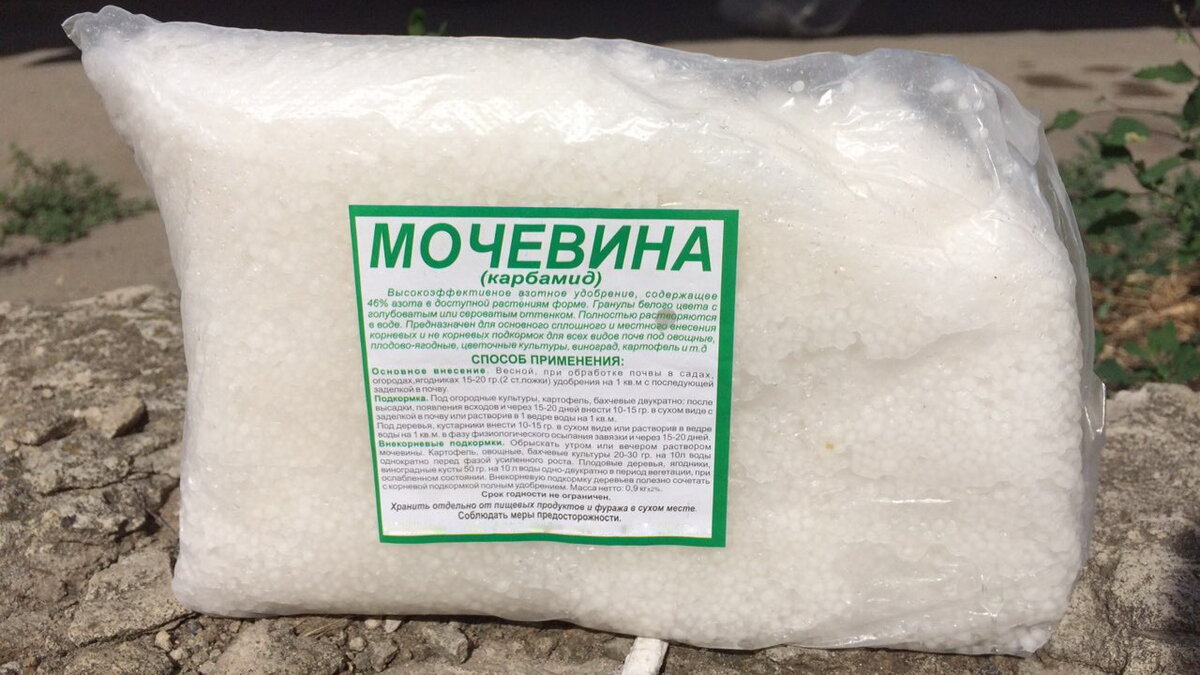 МОЧЕВИНА
(карбамид)
Высокоэффективное азотное удобрение, содержащее
46% азота в доступной растениям форме. Гранулы белого цвета с
голубоватым или сероватым оттенком. Полностью растворяются
в воде. Предназначен для основного сплошного и местного внесения
корневых и не корневых подкормок для всех видов почв под овощные,
плодово-ягодные, цветочные культуры, виноград, картофель и т.д
СПОСОБ ПРИМЕНЕНИЯ:
Основное внесение. Весной, при обработке почвы в садах,
огородах,ягодниках 15-20 гр.(2 ст.ложки) удобрения на 1 кв.м с последующей
заделкой в почву.
Подкормка. Под огородные культуры, картофель, бахчевые двукратно: после
высадки, появления всходов и через 15-20 дней внести 10-15 гр. в сухом виде с
заделкой в почву или растворив в 1 ведре воды на 1 кв.м.
Под деревья, кустарники внести 10-15 гр. в сухом виде или растворив в ведре
воды на 1 кв.м. в фазу физиологического осыпания завязки и через 15-20 дней.
Внекорневые подкормки. Обрыскать утром или вечером раствором
мочевины. Картофель, овощные, бахчевые культуры 20-30 гр. на 10л воды
однократно перед фазой усиленного роста. Плодовые деревья, ягодники,
виноградные кусты 50 гр. на 10 л воды одно-двукратно в период вегетации, при
ослабленном состоянии. Внекорневую подкормку деревьев полезно сочетать
с корневой подкормкой полным удобрением. Масса нетто: 0,9 кг±2%.
Срок годности не ограничен.
Хранить отдельно от пищевых продуктов и фуража в сухом месте.
Соблюдать меры предосторожности.